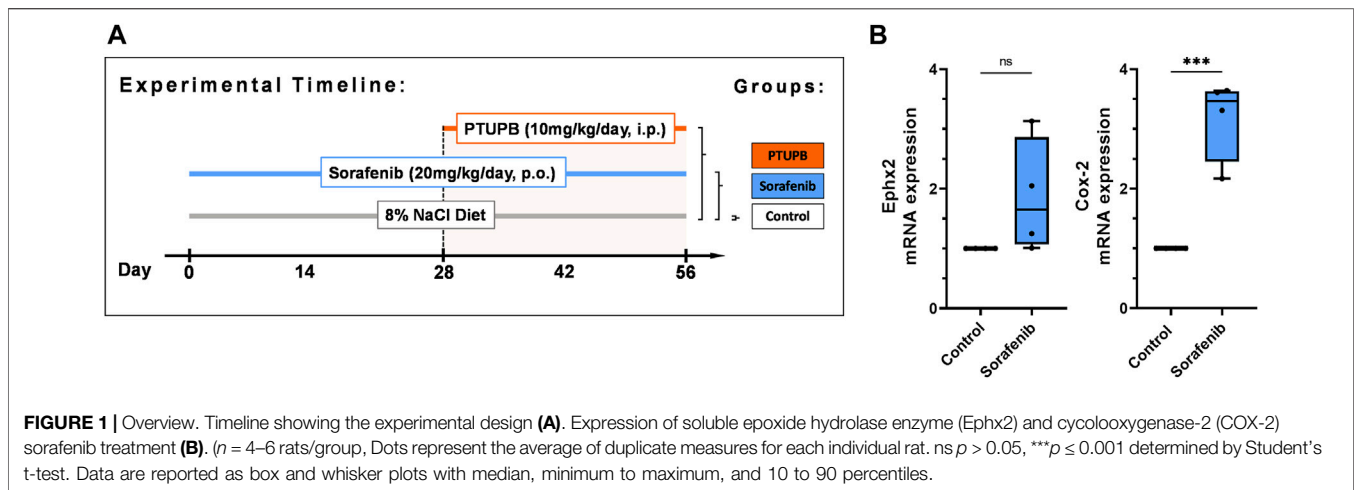 A
Experimental Timeline:
Groups:
PTUPB (10mg/kg/day, i.p.)
Sorafenib (20mg/kg/day, p.o.)
8% NaCl Diet
PTUPB
Sorafenib
Control
Day
0
14
28
42
56
B
ns
4
2
0
Ephx2
mRNA expression
Control
Sorafenib
***
4
2
0
Cox-2
mRNA expression
Control
Sorafenib
FIGURE 1 | Overview. Timeline showing the experimental design (A). Expression of soluble epoxide hydrolase enzyme (Ephx2) and cycolooxygenase-2 (COX-2)
sorafenib treatment (B). (n = 4–6 rats/group, Dots represent the average of duplicate measures for each individual rat. ns p > 0.05, ***p ≤ 0.001 determined by Student's
t-test. Data are reported as box and whisker plots with median, minimum to maximum, and 10 to 90 percentiles.